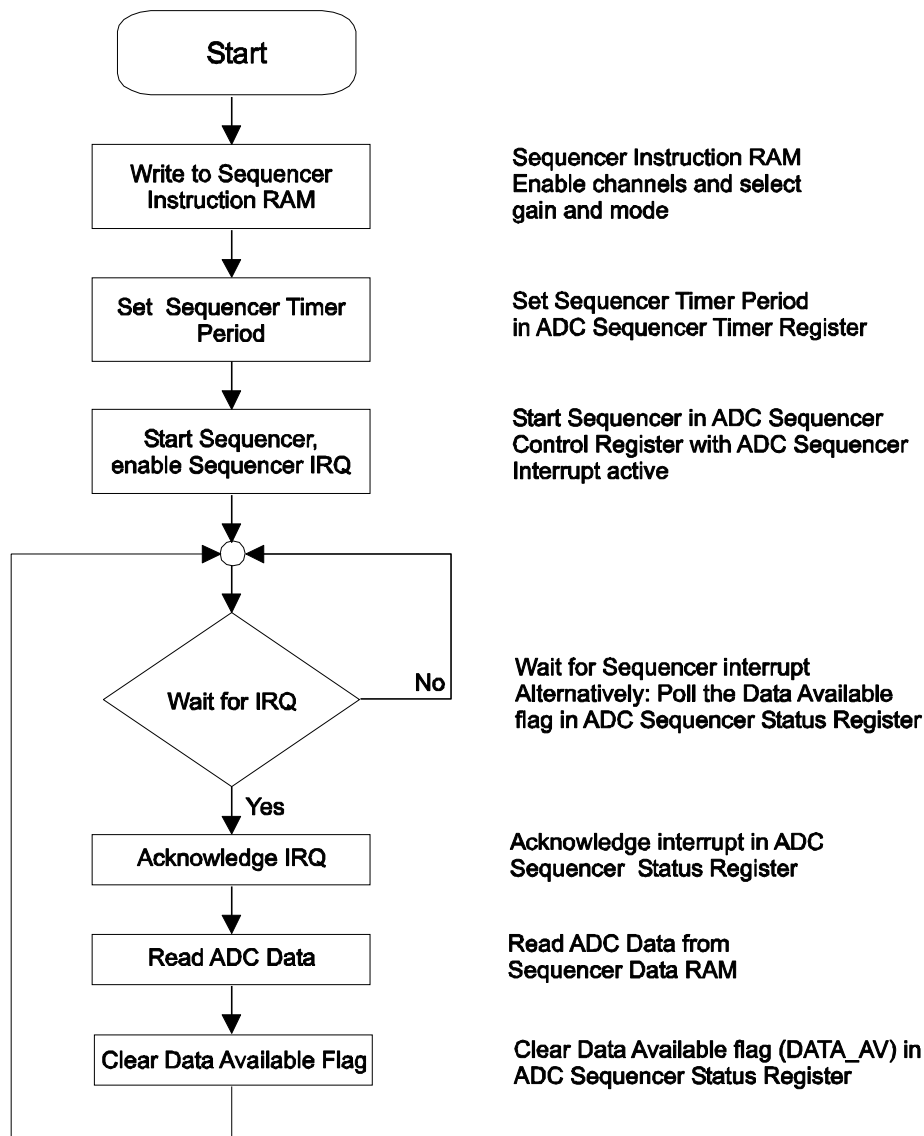 Start
Write to Sequencer
Instruction RAM
Sequencer Instruction RAM
Enable channels and select
gain and mode
Set  Sequencer Timer
Period
Set Sequencer Timer Period
in ADC Sequencer Timer Register
Start Sequencer,
enable Sequencer IRQ
Start Sequencer in ADC Sequencer
Control Register with ADC Sequencer
Interrupt active
Wait for IRQ
No
Yes
Wait for Sequencer interrupt
Alternatively: Poll the Data Available
flag in ADC Sequencer Status Register
Acknowledge IRQ
Acknowledge interrupt in ADC
Sequencer  Status Register
Read ADC Data
Read ADC Data from
Sequencer Data RAM
Clear Data Available Flag
Clear Data Available flag (DATA_AV) in
ADC Sequencer Status Register